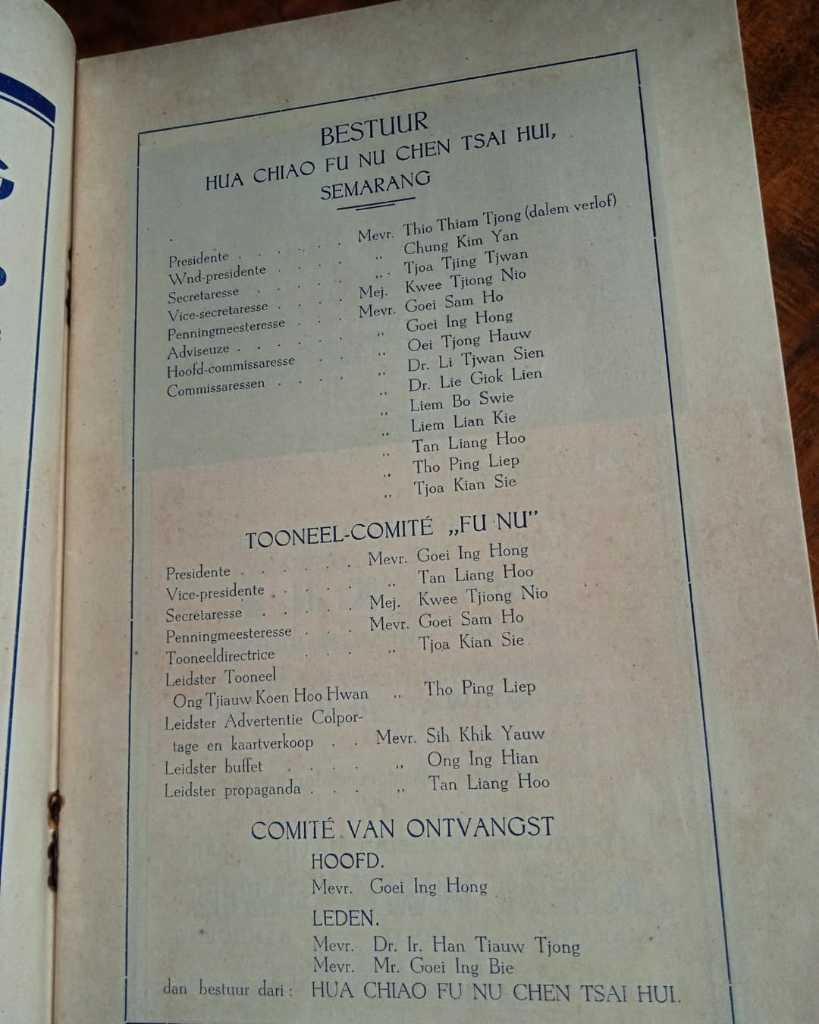 BESTUUR
HUA CHIAO FU NU CHEN TSAI HUI,
SEMARANG
Presidente . . . . . . Mevr. Thio Thiam Tjong (dalem verlof)
Wnd-presidente . . . . „ Chung Kim Yan
Secretaresse . . . . . „ Tjoa Tjing Tjwan
Vice-secretaresse . . . . Mej. Kwee Tjiong Nio
Penningmeesteresse . . . Mevr. Goei Sam Ho
Adviseuze . . . . . „ Goei Ing Hong
Hoofd-commissaresse . . „ Oei Tjong Hauw
Commissaressen . . . . „ Dr. Li Tjwan Sien
„ Dr. Lie Giok Lien
„ Liem Bo Swie
„ Liem Lian Kie
„ Tan Liang Hoo
„ Tho Ping Liep
„ Tjoa Kian Sie
TOONEEL-COMITÉ „FU NU”
Presidente . . . . . . Mevr. Goei Ing Hong
Vice-presidente . . . . „ Tan Liang Hoo
Secretaresse . . . . Mej. Kwee Tjiong Nio
Penningmeesteresse . . . Mevr. Goei Sam Ho
Tooneeldirectrice . . . „ Tjoa Kian Sie
Leidster Tooneel
Ong Tjiauw Koen Hoo Hwan „ Tho Ping Liep
Leidster Advertentie Colpor-
tage en kaartverkoop . . Mevr. Sih Khik Yauw
Leidster buffet . . . . „ Ong Ing Hian
Leidster propaganda . . . „ Tan Liang Hoo
COMITÉ VAN ONTVANGST
HOOFD.
Mevr. Goei Ing Hong
LEDEN.
Mevr. Dr. Ir. Han Tiauw Tjong
Mevr. Mr. Goei Ing Bie
dan bestuur dari : HUA CHIAO FU NU CHEN TSAI HUI.